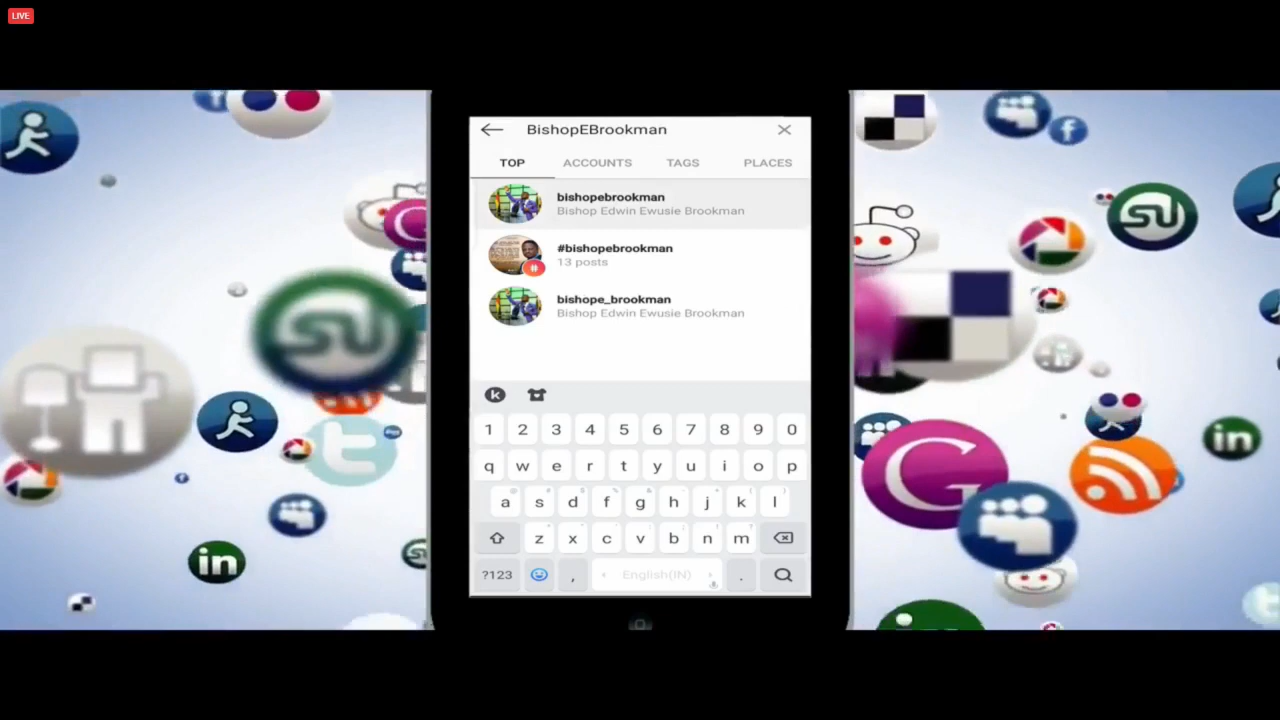 LIVE
BishopEBrookman
TOP ACCOUNTS TAGS PLACES
bishopebrookman
Bishop Edwin Ewusie Brookman
#bishopebrookman
13 posts
bishope_brookman
Bishop Edwin Ewusie Brookman
1 2 3 4 5 6 7 8 9 0
q w e r t y u i o p
a s d f g h j k l
z x c v b n m
?123 , English(IN) .